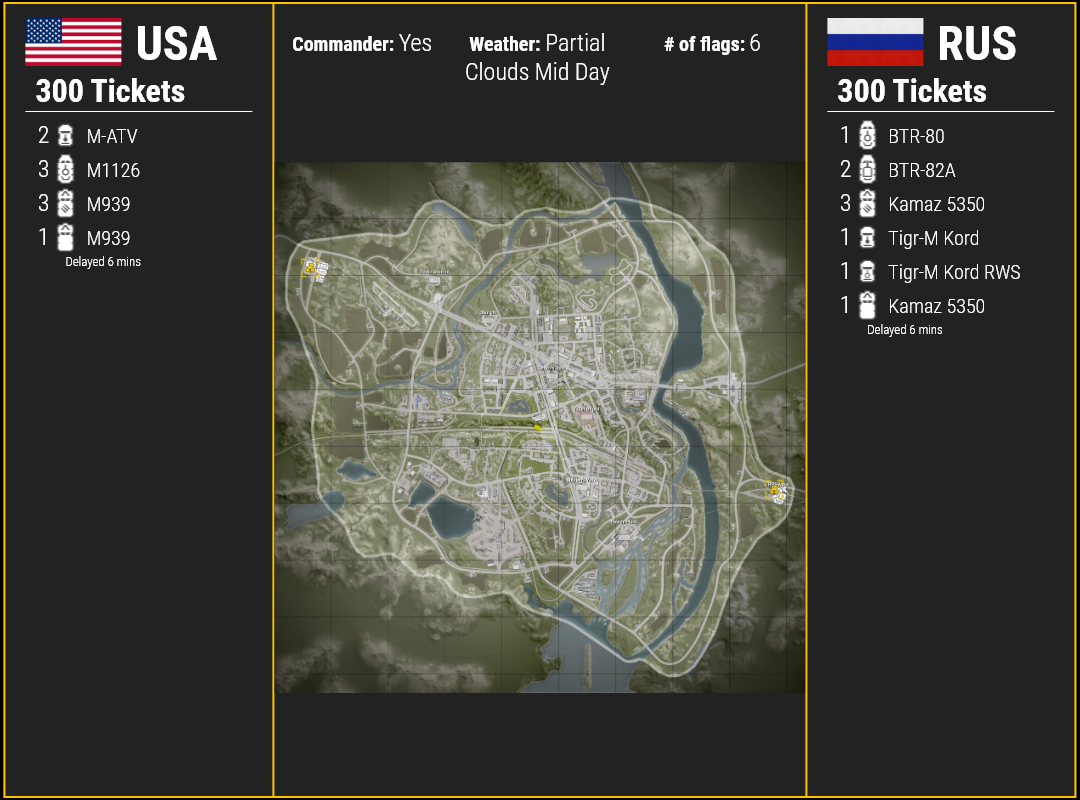 USA
300 Tickets
2 M-ATV
3 M1126
3 M939
1 M939
Delayed 6 mins
Commander: Yes
Weather: Partial
Clouds Mid Day
# of flags: 6
RUS
300 Tickets
1 BTR-80
2 BTR-82A
3 Kamaz 5350
1 Tigr-M Kord
1 Tigr-M Kord RWS
1 Kamaz 5350
Delayed 6 mins